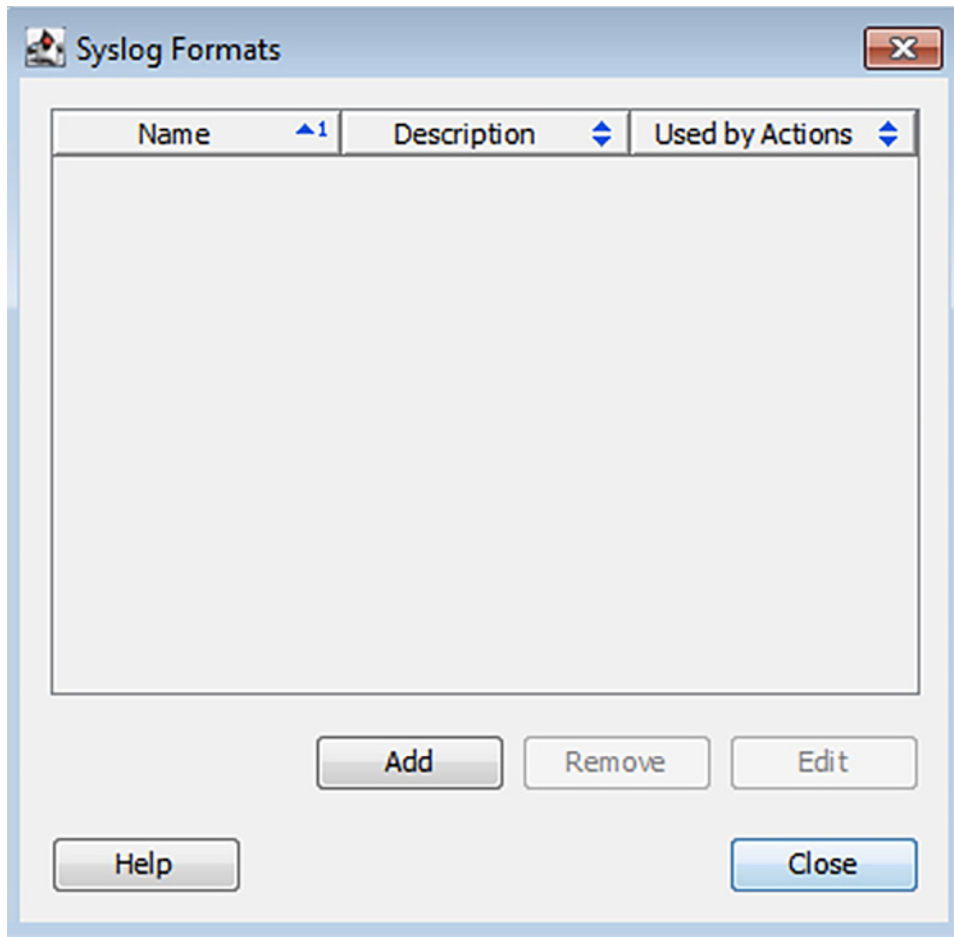 Syslog Formats
Name 1 Description Used by Actions
Add Remove Edit
Help Close